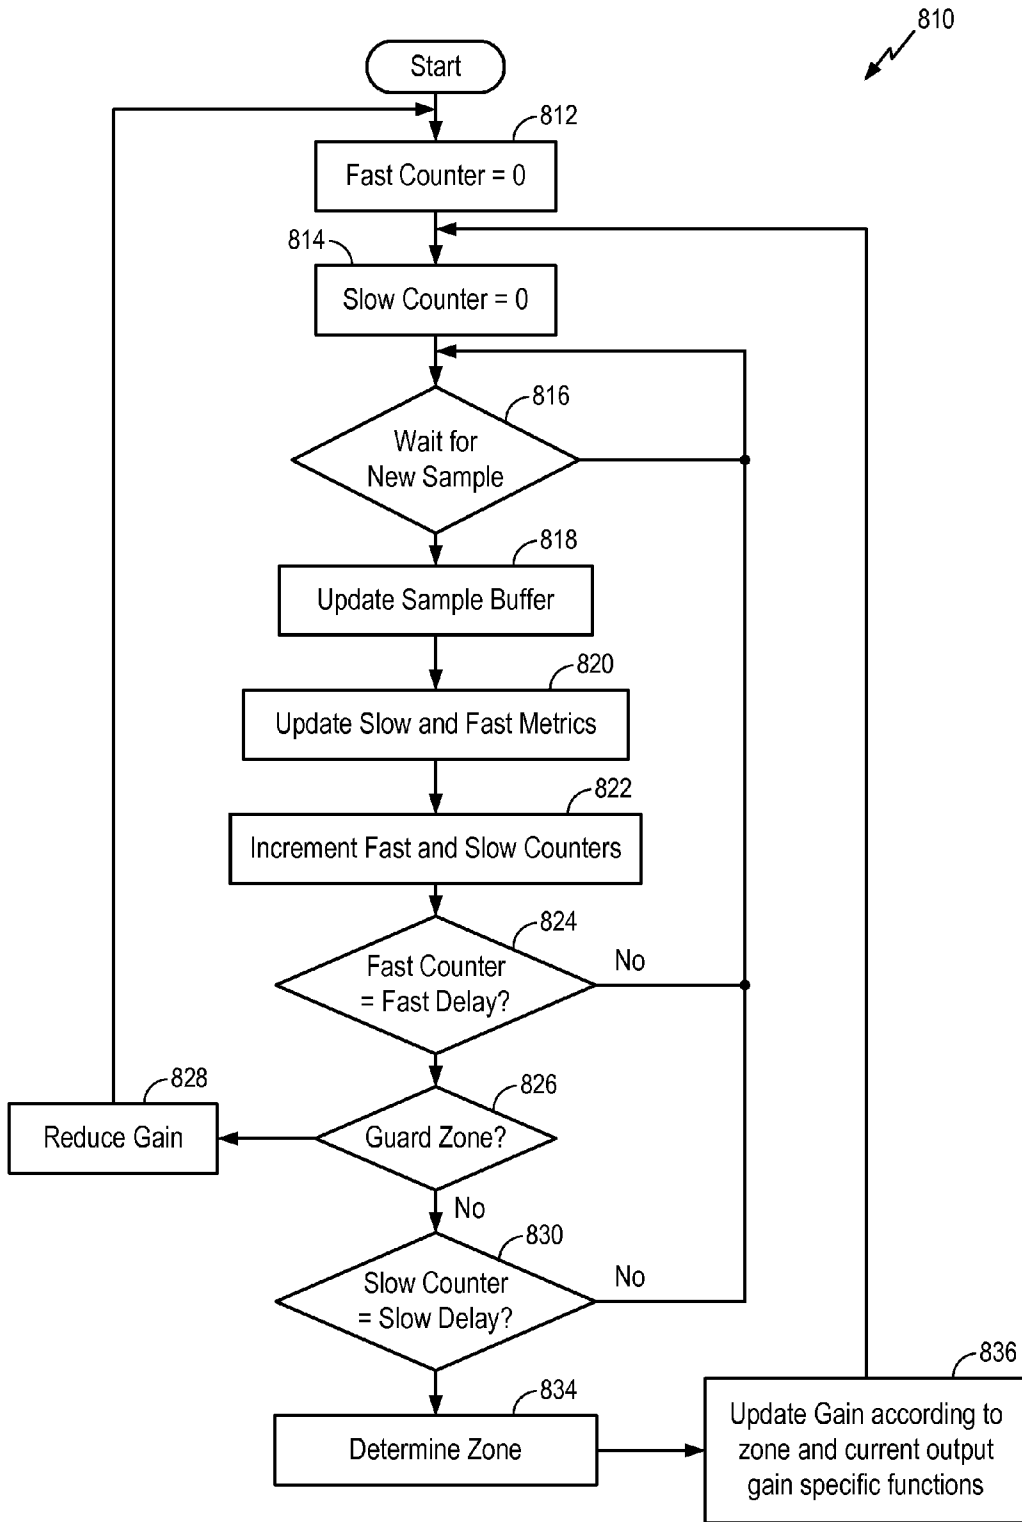 810
Start
812
Fast Counter = 0
814
Slow Counter = 0
816
Wait for
New Sample
818
Update Sample Buffer
820
Update Slow and Fast Metrics
822
Increment Fast and Slow Counters
824
Fast Counter
= Fast Delay?
No
826
Guard Zone?
828
Reduce Gain
No
830
Slow Counter
= Slow Delay?
No
834
Determine Zone
836
Update Gain according to
zone and current output
gain specific functions